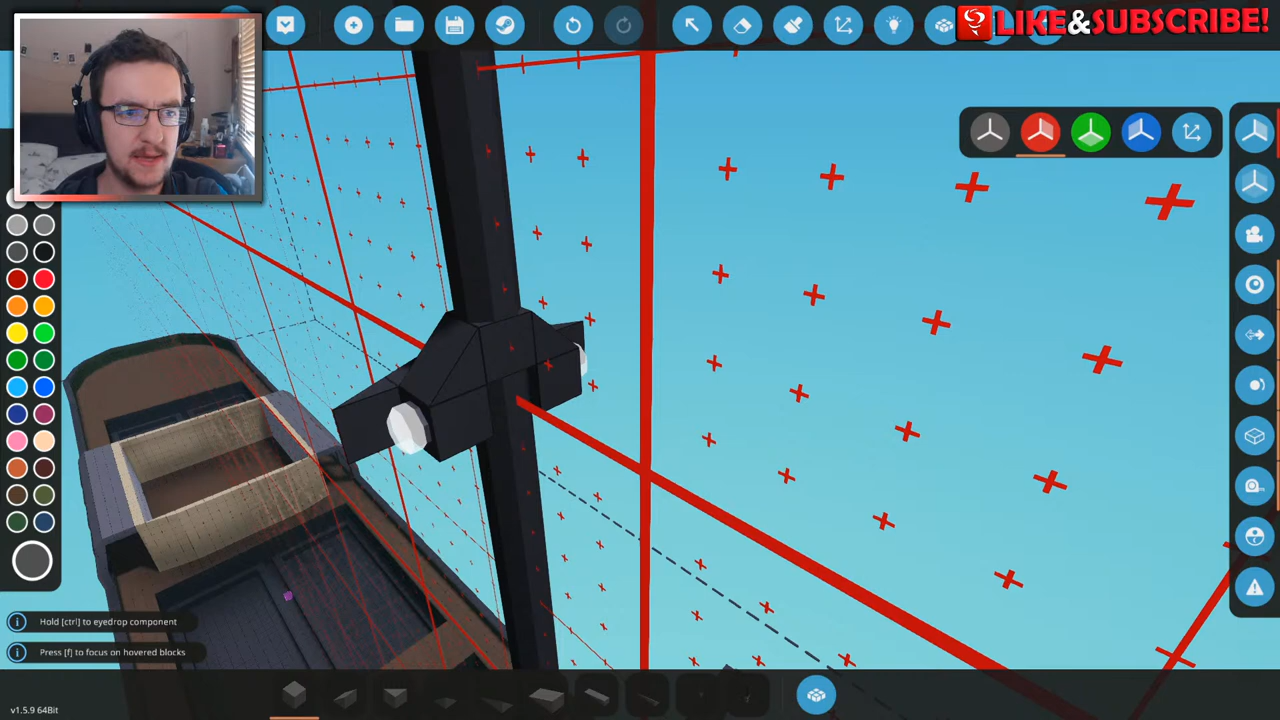 LIKE&SUBSCRIBE!
Hold [ctrl] to eyedrop component
Press [f] to focus on hovered blocks
v1.5.9 64Bit